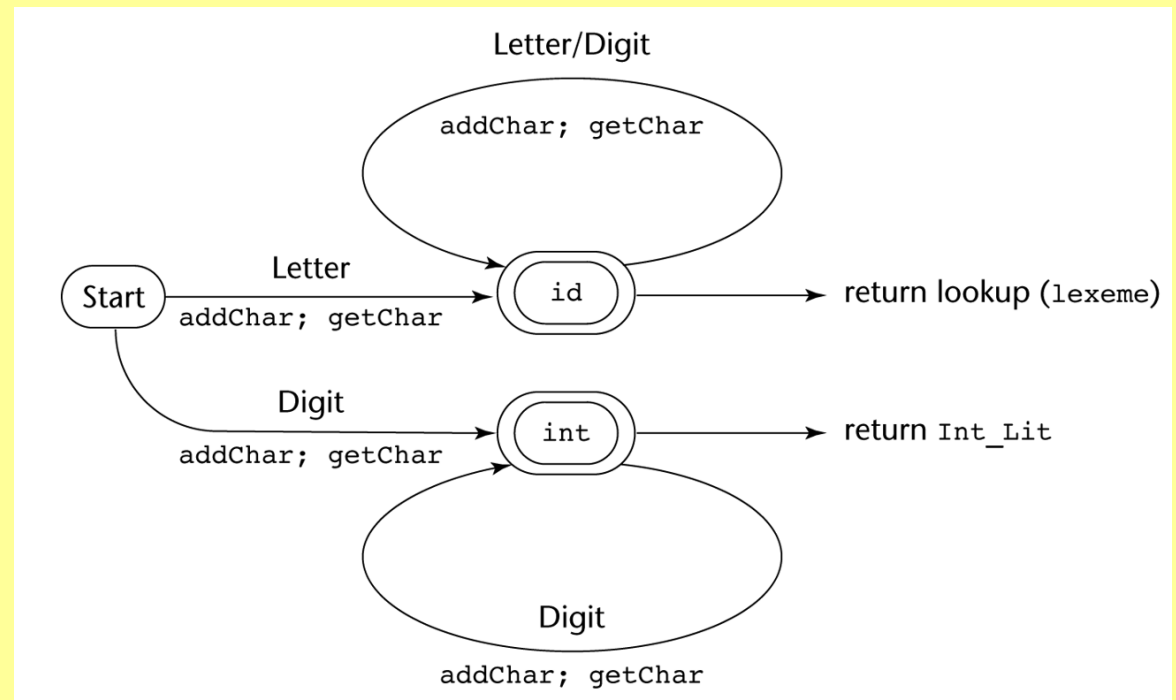 Letter/Digit
addChar; getChar
Letter
Start
id
return lookup (lexeme)
addChar; getChar
Digit
int
return Int_Lit
addChar; getChar
Digit
addChar; getChar